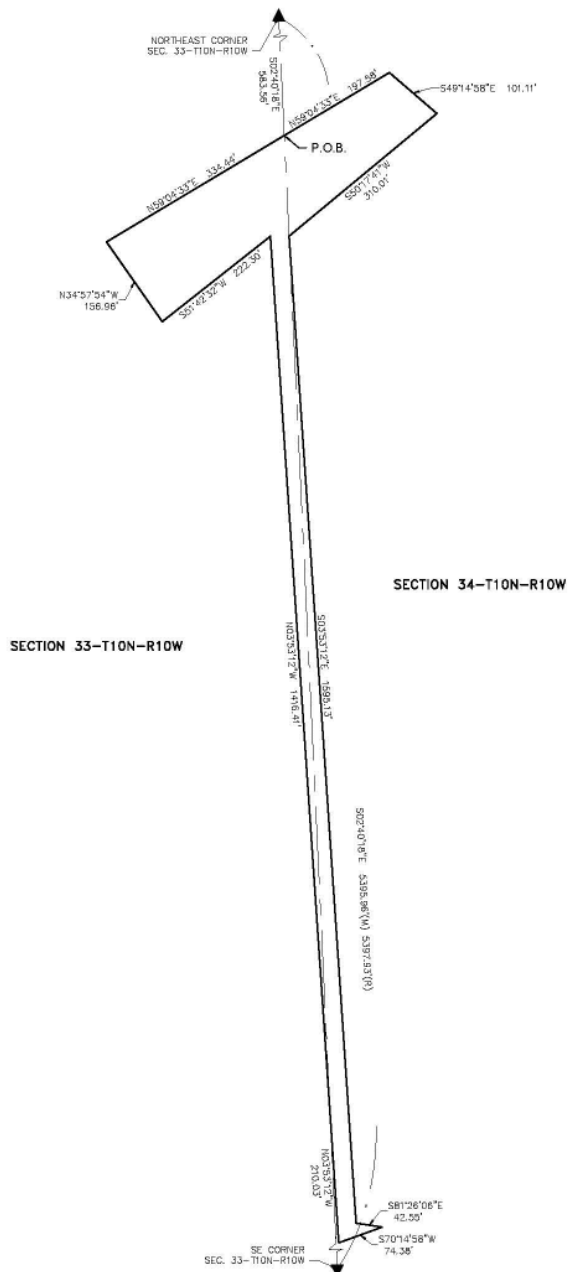 NORTHEAST CORNER
SEC. 33-T10N-R10W
S02°40'18"E
583.56'
N59°04'33"E 197.58'
S49°14'58"E 101.11'
P.O.B.
N59°04'33"E 334.44'
S50°17'41"W
310.01'
N34°57'54"W
156.96'
S51°42'32"W 222.30'
SECTION 34-T10N-R10W
SECTION 33-T10N-R10W
S03°53'12"E 1595.13'
N03°53'12"W 1416.41'
S02°40'18"E 5395.96'(M) 5397.93'(R)
N03°53'12"W
210.03'
S81°26'06"E
42.55'
S70°14'58"W
74.38'
SE CORNER
SEC. 33-T10N-R10W